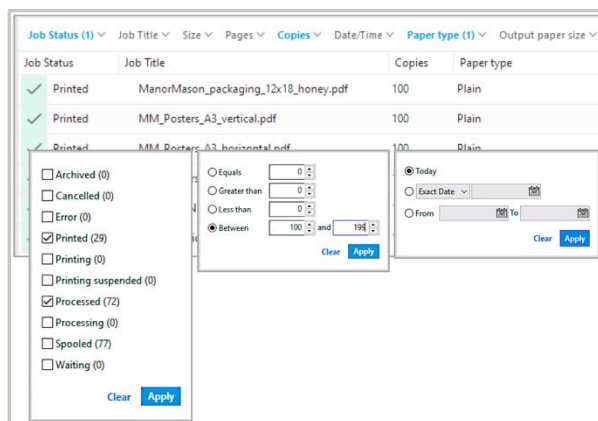 Job Status (1) Job Title Size Pages Copies Date/Time Paper type (1) Output paper size
Job Status Job Title Copies Paper type
Printed ManorMason_packaging_12x18_honey.pdf 100 Plain
Printed MM_Posters_A3_vertical.pdf 100 Plain
Printed MM_Posters_A3_horizontal.pdf 100 Plain
Archived (0)
Cancelled (0)
Error (0)
Printed (29)
Printing (0)
Printing suspended (0)
Processed (72)
Processing (0)
Spooled (77)
Waiting (0)
Clear Apply
Equals 0
Greater than 0
Less than 0
Between 100 and 199
Clear Apply
Today
Exact Date
From To
Clear Apply